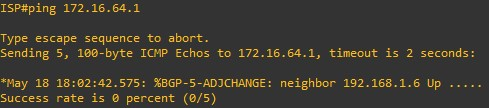 ISP#ping 172.16.64.1
Type escape sequence to abort.
Sending 5, 100-byte ICMP Echos to 172.16.64.1, timeout is 2 seconds:
*May 18 18:02:42.575: %BGP-5-ADJCHANGE: neighbor 192.168.1.6 Up .....
Success rate is 0 percent (0/5)